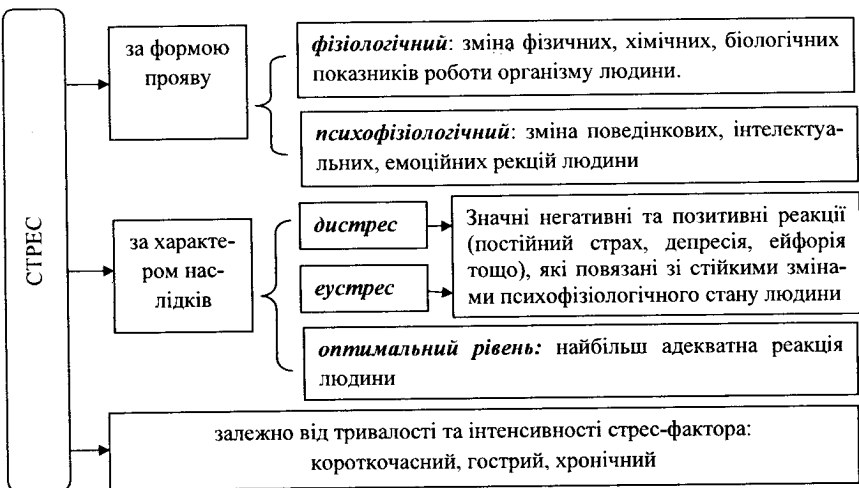 СТРЕС
за формою
прояву
фізіологічний: зміна фізичних, хімічних, біологічних
показників роботи організму людини.
психофізіологічний: зміна поведінкових, інтелектуа-
льних, емоційних рекцій людини
за характе-
ром нас-
лідків
дистрес
еустрес
Значні негативні та позитивні реакції
(постійний страх, депресія, ейфорія
тощо), які повязані зі стійкими зміна-
ми психофізіологічного стану людини
оптимальний рівень: найбільш адекватна реакція
людини
залежно від тривалості та інтенсивності стрес-фактора:
короткочасний, гострий, хронічний